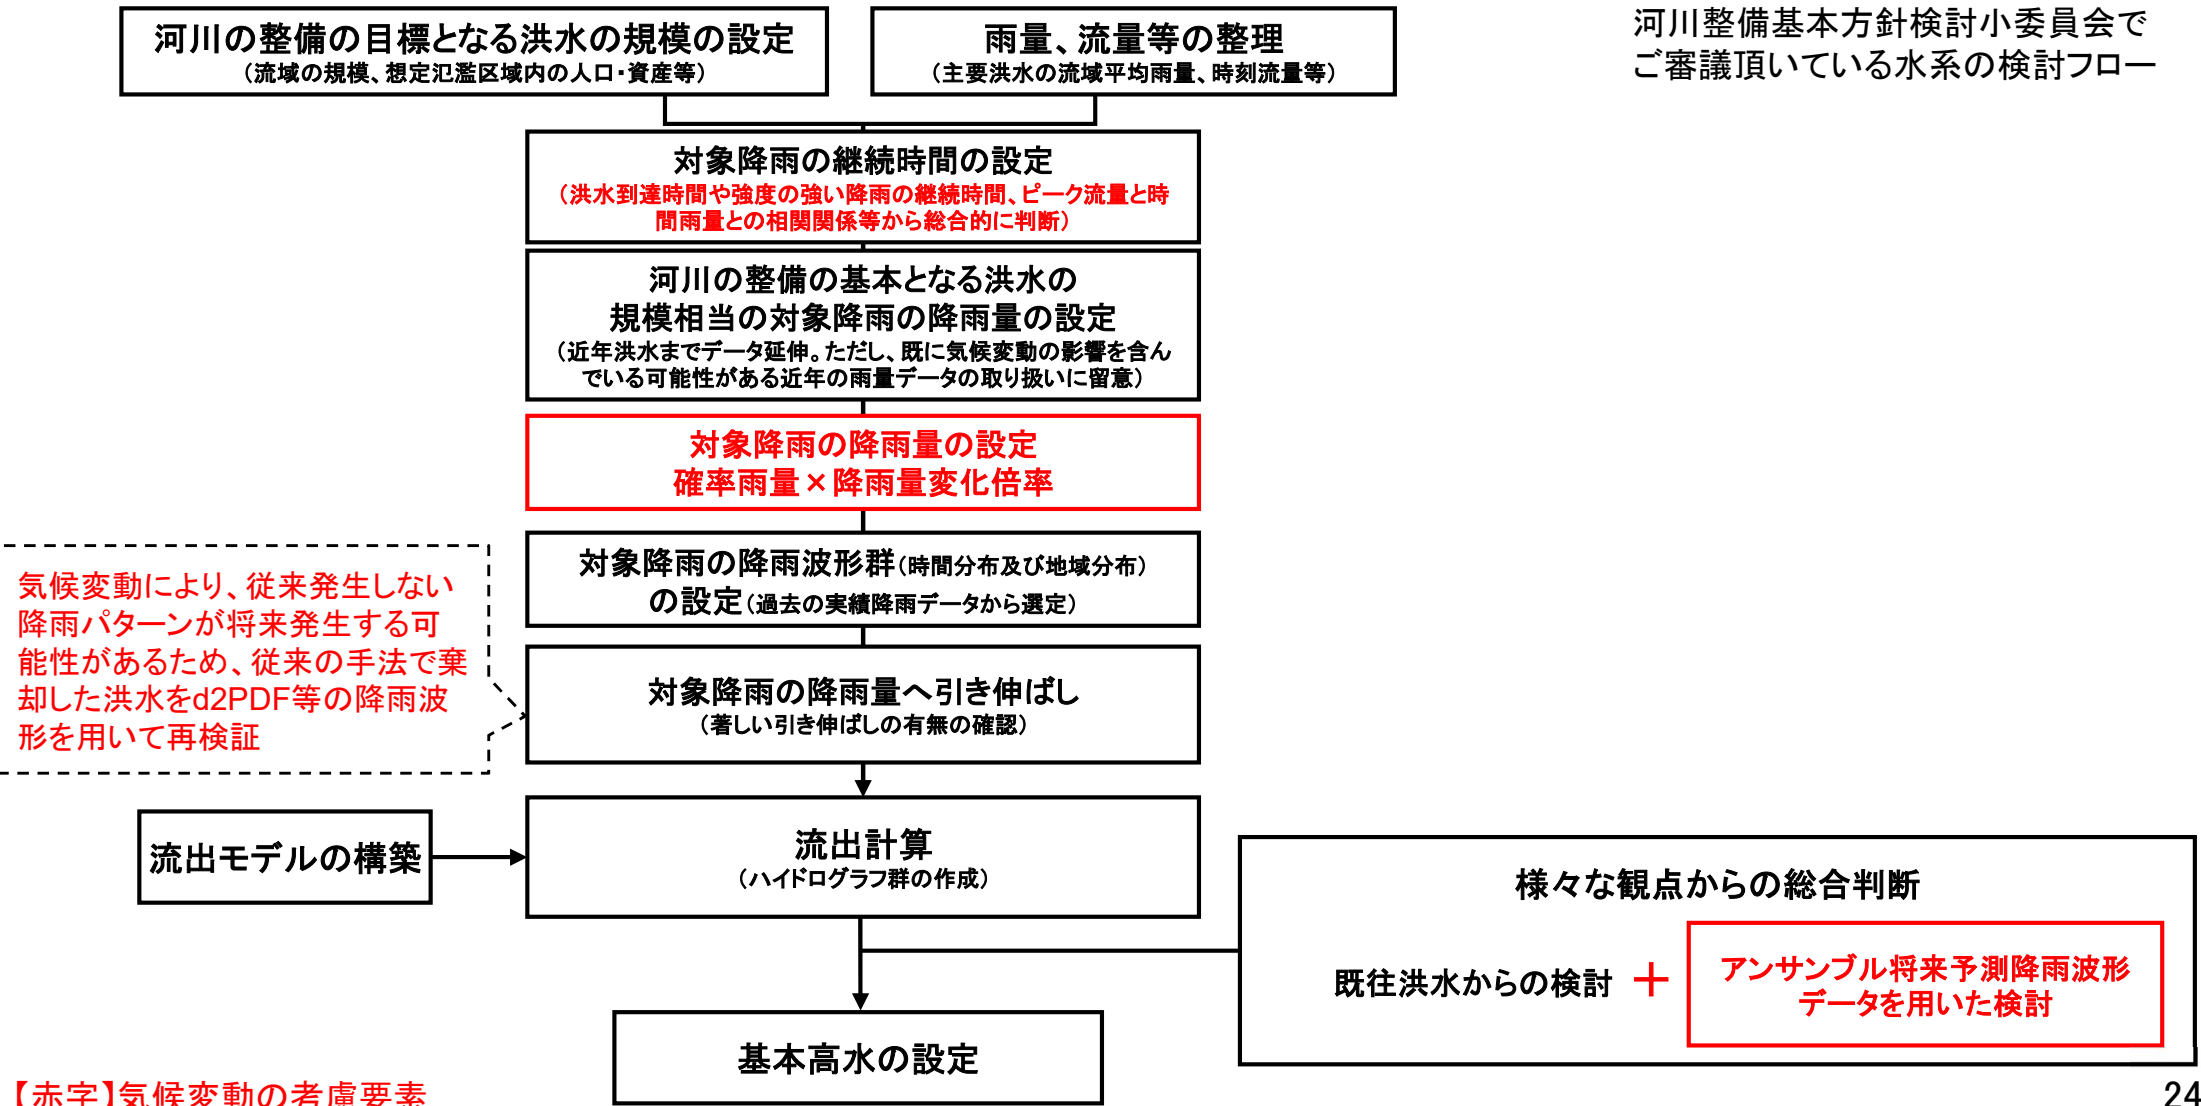 河川整備基本方針検討小委員会で
ご審議頂いている水系の検討フロー
河川の整備の目標となる洪水の規模の設定
（流域の規模、想定氾濫区域内の人口・資産等）
雨量、流量等の整理
（主要洪水の流域平均雨量、時刻流量等）
対象降雨の継続時間の設定
（洪水到達時間や強度の強い降雨の継続時間、ピーク流量と時
間雨量との相関関係等から総合的に判断）
河川の整備の基本となる洪水の
規模相当の対象降雨の降雨量の設定
（近年洪水までデータ延伸。ただし、既に気候変動の影響を含ん
でいる可能性がある近年の雨量データの取り扱いに留意）
対象降雨の降雨量の設定
確率雨量×降雨量変化倍率
対象降雨の降雨波形群（時間分布及び地域分布）
の設定（過去の実績降雨データから選定）
気候変動により、従来発生しない
降雨パターンが将来発生する可
能性があるため、従来の手法で棄
却した洪水をd2PDF等の降雨波
形を用いて再検証
対象降雨の降雨量へ引き伸ばし
（著しい引き伸ばしの有無の確認）
流出モデルの構築
流出計算
（ハイドログラフ群の作成）
様々な観点からの総合判断
既往洪水からの検討 ＋
アンサンブル将来予測降雨波形
データを用いた検討
基本高水の設定
【赤字】気候変動の考慮要素
24